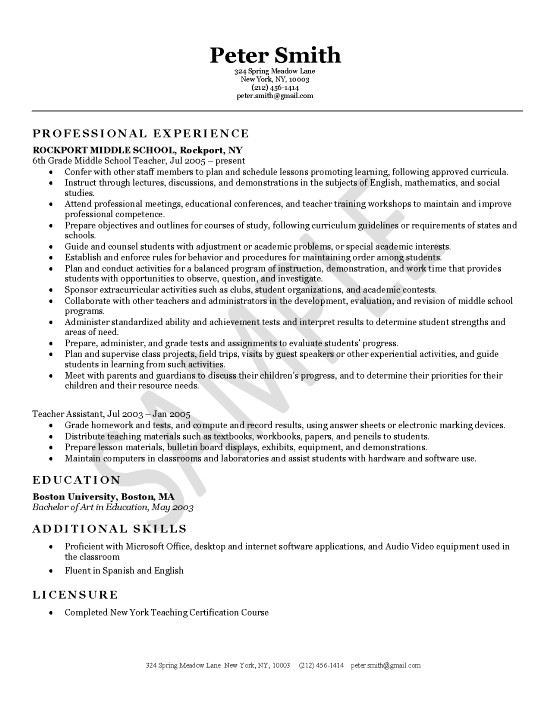 Peter Smith
324 Spring Meadow Lane
New York, NY, 10003
(212) 456-1414
peter.smith@gmail.com
PROFESSIONAL EXPERIENCE
ROCKPORT MIDDLE SCHOOL, Rockport, NY
6th Grade Middle School Teacher, Jul 2005 – present
• Confer with other staff members to plan and schedule lessons promoting learning, following approved curricula.
• Instruct through lectures, discussions, and demonstrations in the subjects of English, mathematics, and social
studies.
• Attend professional meetings, educational conferences, and teacher training workshops to maintain and improve
professional competence.
• Prepare objectives and outlines for courses of study, following curriculum guidelines or requirements of states and
schools.
• Guide and counsel students with adjustment or academic problems, or special academic interests.
• Establish and enforce rules for behavior and procedures for maintaining order among students.
• Plan and conduct activities for a balanced program of instruction, demonstration, and work time that provides
students with opportunities to observe, question, and investigate.
• Sponsor extracurricular activities such as clubs, student organizations, and academic contests.
• Collaborate with other teachers and administrators in the development, evaluation, and revision of middle school
programs.
• Administer standardized ability and achievement tests and interpret results to determine student strengths and
areas of need.
• Prepare, administer, and grade tests and assignments to evaluate students' progress.
• Plan and supervise class projects, field trips, visits by guest speakers or other experiential activities, and guide
students in learning from such activities.
• Meet with parents and guardians to discuss their children's progress, and to determine their priorities for their
children and their resource needs.
Teacher Assistant, Jul 2003 – Jan 2005
• Grade homework and tests, and compute and record results, using answer sheets or electronic marking devices.
• Distribute teaching materials such as textbooks, workbooks, papers, and pencils to students.
• Prepare lesson materials, bulletin board displays, exhibits, equipment, and demonstrations.
• Maintain computers in classrooms and laboratories and assist students with hardware and software use.
EDUCATION
Boston University, Boston, MA
Bachelor of Art in Education, May 2003
ADDITIONAL SKILLS
• Proficient with Microsoft Office, desktop and internet software applications, and Audio Video equipment used in
the classroom
• Fluent in Spanish and English
LICENSURE
• Completed New York Teaching Certification Course
324 Spring Meadow Lane New York, NY, 10003 (212) 456-1414 peter.smith@gmail.com
SAMPLE